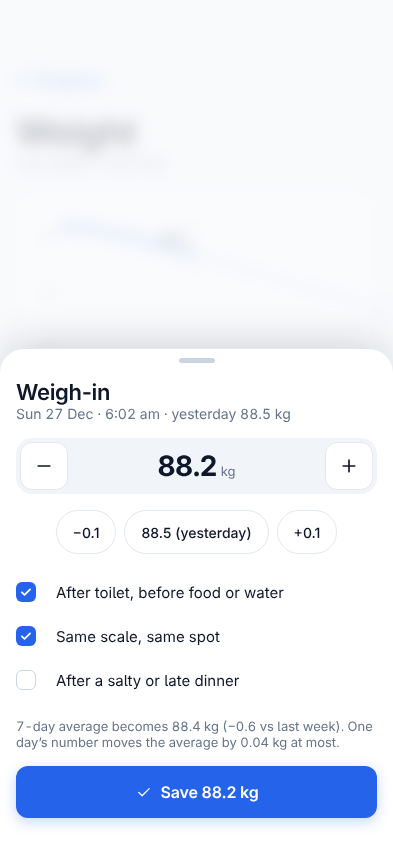 Weight
Weigh-in
Sun 27 Dec · 6:02 am · yesterday 88.5 kg
− 88.2 kg +
−0.1 88.5 (yesterday) +0.1
After toilet, before food or water
Same scale, same spot
After a salty or late dinner
7-day average becomes 88.4 kg (−0.6 vs last week). One
day’s number moves the average by 0.04 kg at most.
Save 88.2 kg